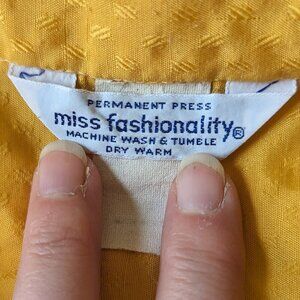 PERMANENT PRESS
miss fashionality®
MACHINE WASH & TUMBLE
DRY WARM